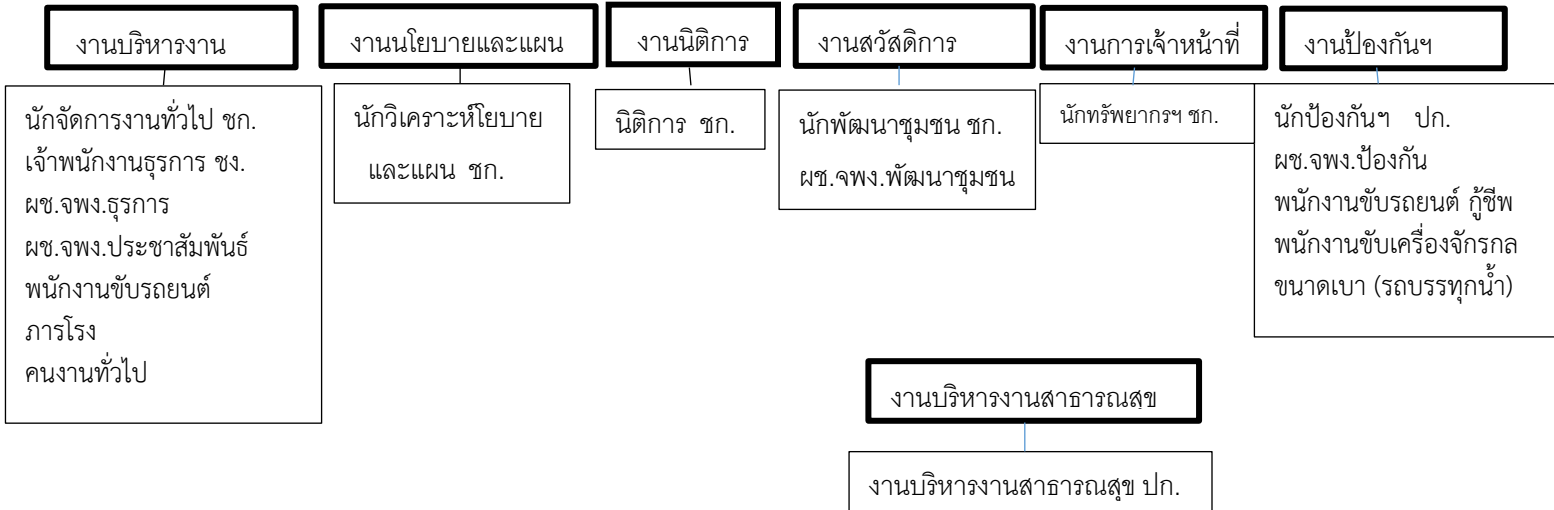 งานบริหารงาน
งานนโยบายและแผน
งานนิติการ
งานสวัสดิการ
งานการเจ้าหน้าที่
งานป้องกันฯ
นักจัดการงานทั่วไป ชก.
เจ้าพนักงานธุรการ ชง.
ผช.จพง.ธุรการ
ผช.จพง.ประชาสัมพันธ์
พนักงานขับรถยนต์
ภารโรง
คนงานทั่วไป
นักวิเคราะห์โยบาย
และแผน ชก.
นิติการ ชก.
นักพัฒนาชุมชน ชก.
ผช.จพง.พัฒนาชุมชน
นักทรัพยากรฯ ชก.
นักป้องกันฯ ปก.
ผช.จพง.ป้องกัน
พนักงานขับรถยนต์ กู้ชีพ
พนักงานขับเครื่องจักรกล
ขนาดเบา (รถบรรทุกน้ำ)
งานบริหารงานสาธารณสุข
งานบริหารงานสาธารณสุข ปก.